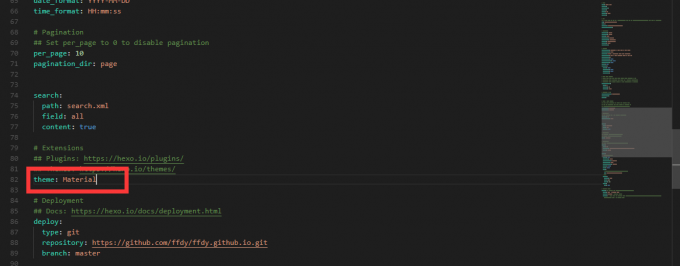 65 date_format: YYYY-MM-DD
66 time_format: HH:mm:ss
67
68 # Pagination
69 ## Set per_page to 0 to disable pagination
70 per_page: 10
71 pagination_dir: page
72
73
74 search:
75 path: search.xml
76 field: all
77 content: true
78
79 # Extensions
80 ## Plugins: https://hexo.io/plugins/
81 .io/themes/
82 theme: Material
83
84 # Deployment
85 ## Docs: https://hexo.io/docs/deployment.html
86 deploy:
87 type: git
88 repository: https://github.com/ffdy/ffdy.github.io.git
89 branch: master
90